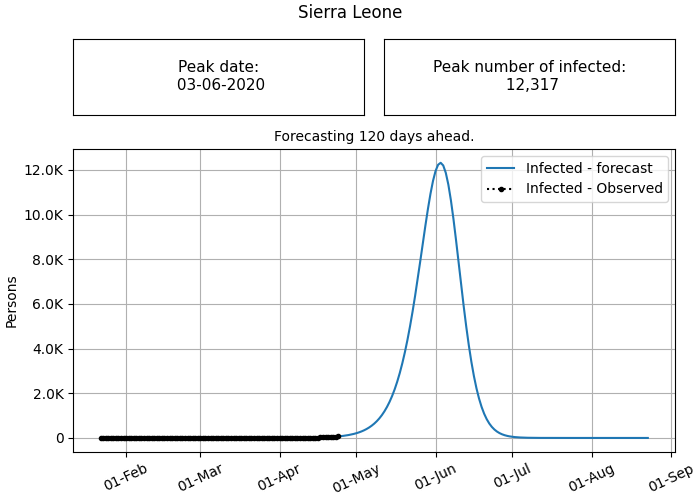 Sierra Leone
Peak date:
03-06-2020
Peak number of infected:
12,317
Forecasting 120 days ahead.
Infected - forecast
Infected - Observed
12.0K
10.0K
8.0K
6.0K
4.0K
2.0K
0
Persons
01-Feb
01-Mar
01-Apr
01-May
01-Jun
01-Jul
01-Aug
01-Sep